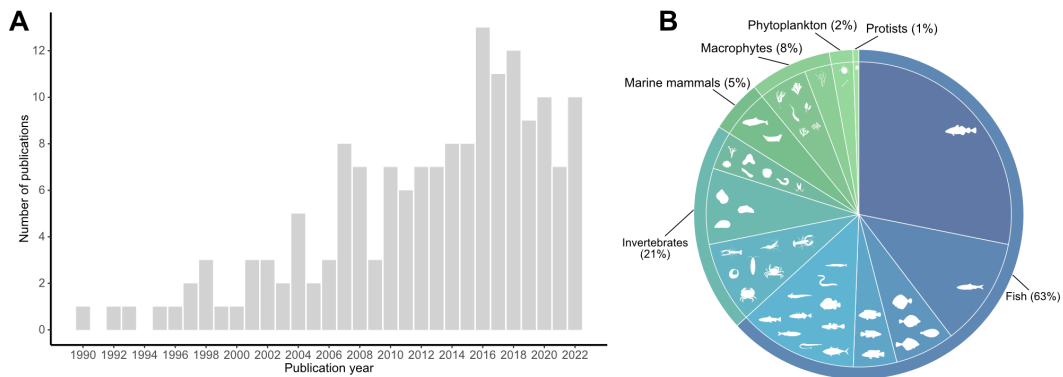 A
Number of publications
12
10
8
6
4
2
0
1990 1992 1994 1996 1998 2000 2002 2004 2006 2008 2010 2012 2014 2016 2018 2020 2022
Publication year
B
Phytoplankton (2%)
Protists (1%)
Macrophytes (8%)
Marine mammals (5%)
Invertebrates
(21%)
Fish (63%)